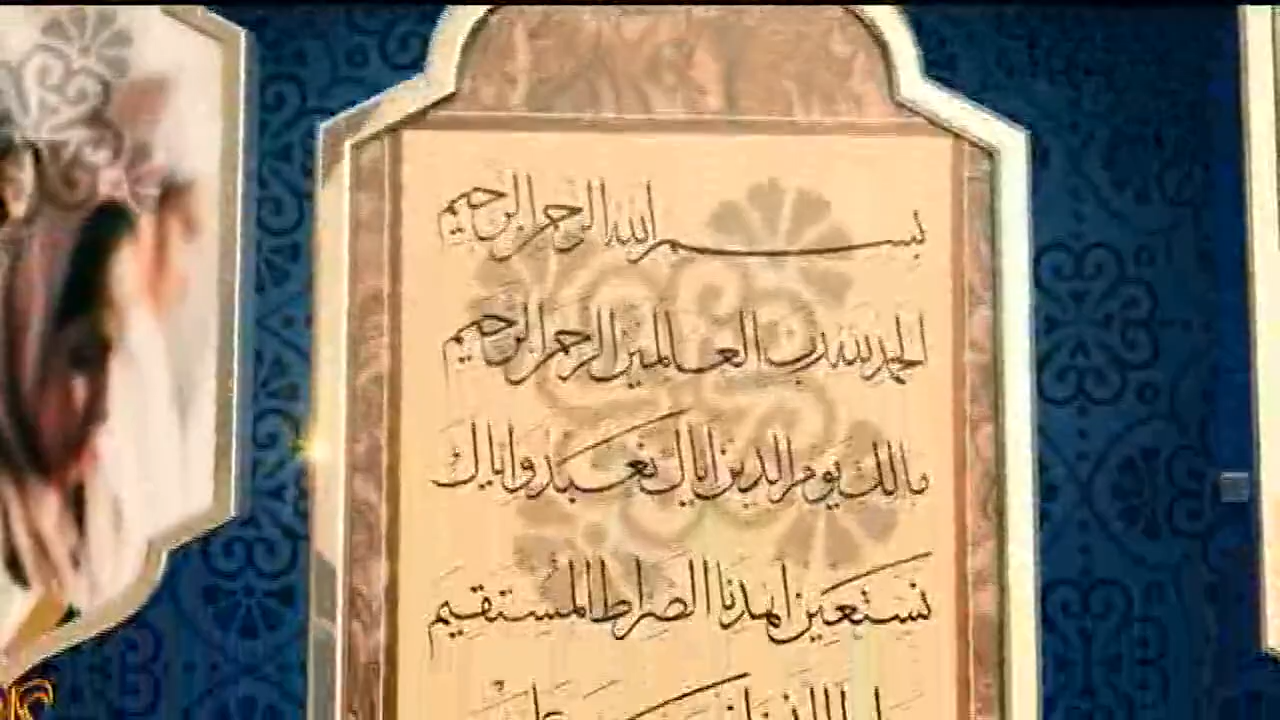 بسم الله الرحمن الرحيم
الحمد لله رب العالمين الرحمن الرحيم
مالك يوم الدين اياك نعبد واياك
نستعين اهدنا الصراط المستقيم